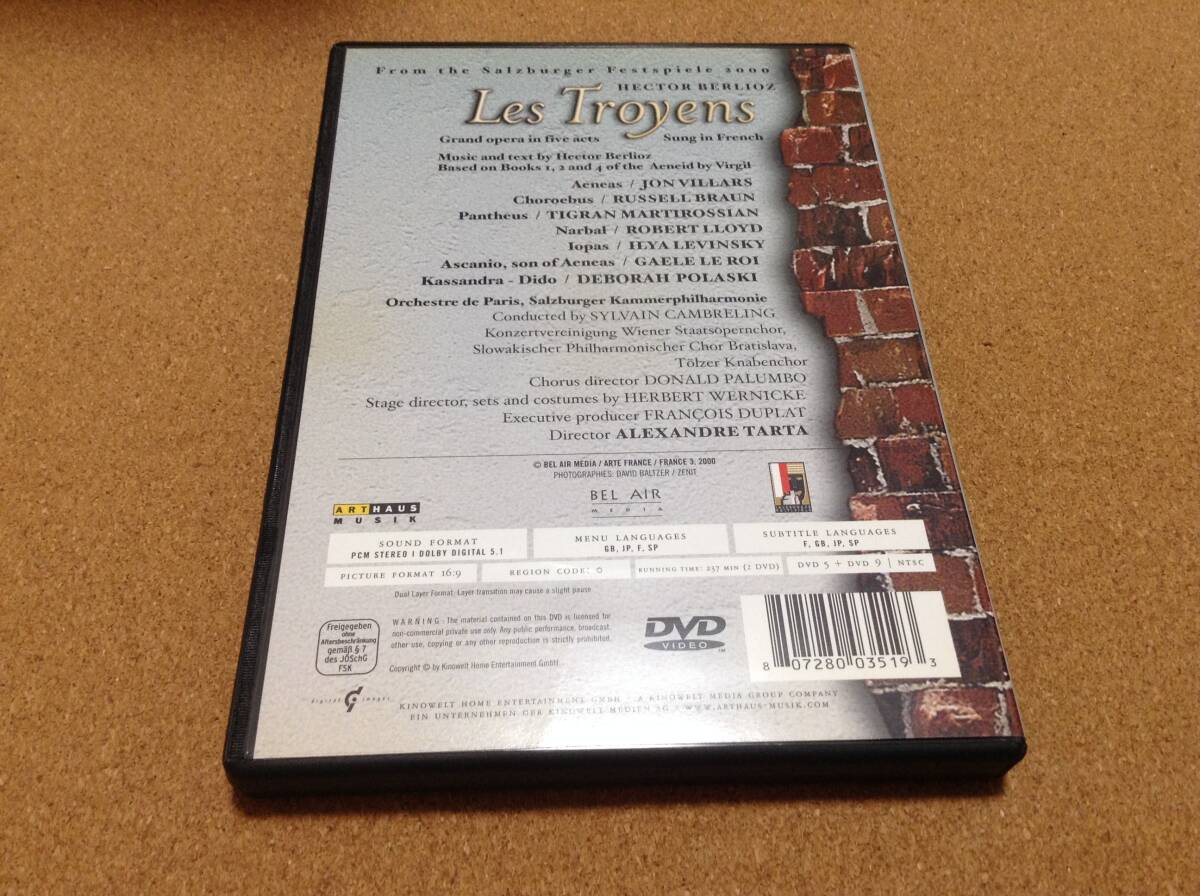 From the Salzburger Festspiele 2000
HECTOR BERLIOZ
Les Troyens
Grand opera in five acts Sung in French
Music and text by Hector Berlioz
Based on Books 1, 2 and 4 of the Aeneid by Virgil
Aeneas / JON VILLARS
Choroebus / RUSSELL BRAUN
Pantheus / TIGRAN MARTIROSSIAN
Narbal / ROBERT LLOYD
Iopas / ILYA LEVINSKY
Ascanio, son of Aeneas / GAELE LE ROI
Kassandra - Dido / DEBORAH POLASKI
Orchestre de Paris, Salzburger Kammerphilharmonie
Conducted by SYLVAIN CAMBRELING
Konzertvereinigung Wiener Staatsopernchor,
Slowakischer Philharmonischer Chor Bratislava,
Tölzer Knabenchor
Chorus director DONALD PALUMBO
Stage director, sets and costumes by HERBERT WERNICKE
Executive producer FRANÇOIS DUPLAT
Director ALEXANDRE TARTA
© BEL AIR MEDIA / ARTE FRANCE / FRANCE 3, 2000
PHOTOGRAPHIES: DAVID BALTZER / ZENIT
ARTHAUS
MUSIK
BEL AIR
MEDIA
SOUND FORMAT
PCM STEREO | DOLBY DIGITAL 5.1
MENU LANGUAGES
GB, JP, F, SP
SUBTITLE LANGUAGES
F, GB, JP, SP
PICTURE FORMAT 16:9
REGION CODE: 0
RUNNING TIME: 237 MIN (2 DVD)
DVD 5 + DVD 9 | NTSC
Dual Layer Format: Layer transition may cause a slight pause
Freigegeben
ohne
Altersbeschränkung
gemäß § 7
des JÖSchG
FSK
WARNING: The material contained on this DVD is licensed for
non-commercial private use only. Any public performance, broadcast,
other use, copying or any other reproduction is strictly prohibited.
Copyright © by Kinowelt Home Entertainment GmbH.
DVD
VIDEO
TM
8 07280 03519 3
digital images
KINOWELT HOME ENTERTAINMENT GMBH · A KINOWELT MEDIA GROUP COMPANY
EIN UNTERNEHMEN DER KINOWELT MEDIEN AG · WWW.ARTHAUS-MUSIK.COM